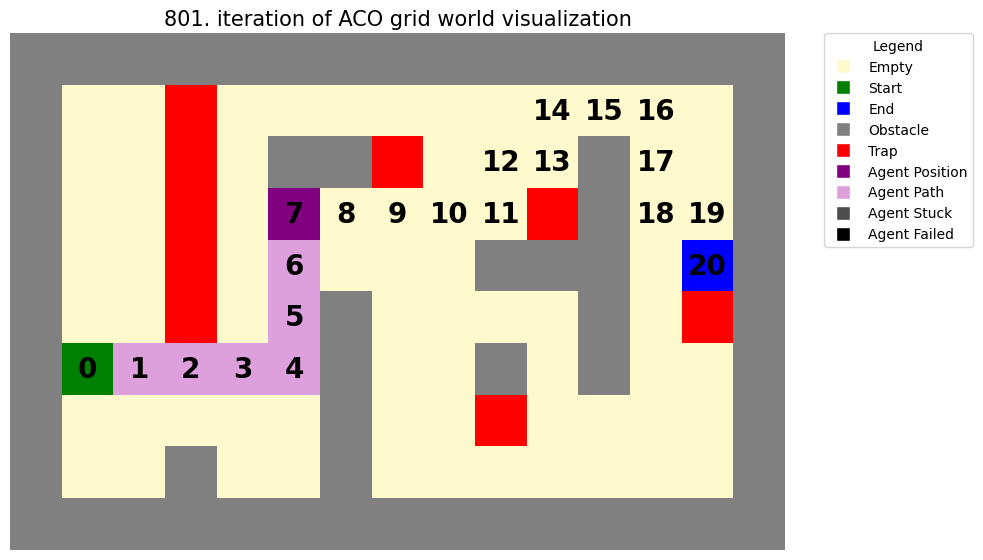 801. iteration of ACO grid world visualization
Legend
Empty
Start
End
Obstacle
Trap
Agent Position
Agent Path
Agent Stuck
Agent Failed
14 15 16
12 13 17
7 8 9 10 11 18 19
6 20
5
0 1 2 3 4